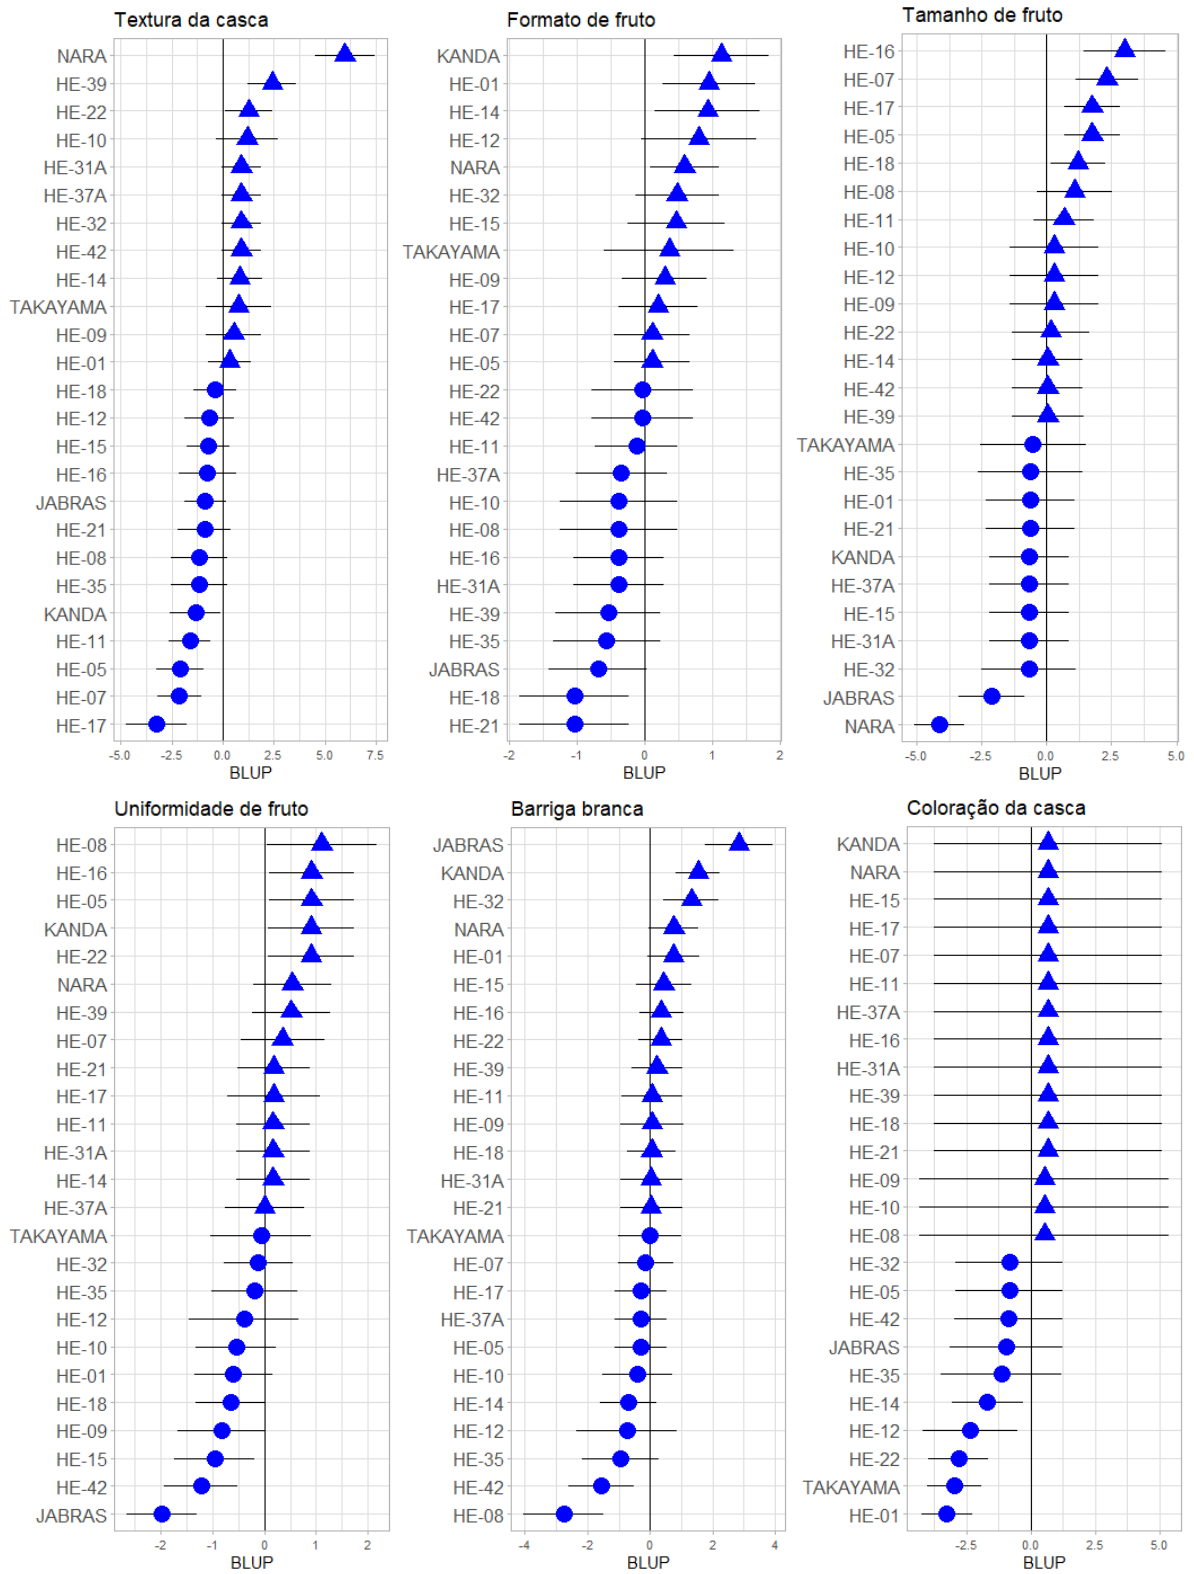 Textura da casca
NARA
HE-39
HE-22
HE-10
HE-31A
HE-37A
HE-32
HE-42
HE-14
TAKAYAMA
HE-09
HE-01
HE-18
HE-12
HE-15
HE-16
JABRAS
HE-21
HE-08
HE-35
KANDA
HE-11
HE-05
HE-07
HE-17
-5.0 -2.5 0.0 2.5 5.0 7.5
BLUP
Formato de fruto
KANDA
HE-01
HE-14
HE-12
NARA
HE-32
HE-15
TAKAYAMA
HE-09
HE-17
HE-07
HE-05
HE-22
HE-42
HE-11
HE-37A
HE-10
HE-08
HE-16
HE-31A
HE-39
HE-35
JABRAS
HE-18
HE-21
-2 -1 0 1 2
BLUP
Tamanho de fruto
HE-16
HE-07
HE-17
HE-05
HE-18
HE-08
HE-11
HE-10
HE-12
HE-09
HE-22
HE-14
HE-42
HE-39
TAKAYAMA
HE-35
HE-01
HE-21
KANDA
HE-37A
HE-15
HE-31A
HE-32
JABRAS
NARA
-5.0 -2.5 0.0 2.5 5.0
BLUP
Uniformidade de fruto
HE-08
HE-16
HE-05
KANDA
HE-22
NARA
HE-39
HE-07
HE-21
HE-17
HE-11
HE-31A
HE-14
HE-37A
TAKAYAMA
HE-32
HE-35
HE-12
HE-10
HE-01
HE-18
HE-09
HE-15
HE-42
JABRAS
-2 -1 0 1 2
BLUP
Barriga branca
JABRAS
KANDA
HE-32
NARA
HE-01
HE-15
HE-16
HE-22
HE-39
HE-11
HE-09
HE-18
HE-31A
HE-21
TAKAYAMA
HE-07
HE-17
HE-37A
HE-05
HE-10
HE-14
HE-12
HE-35
HE-42
HE-08
-4 -2 0 2 4
BLUP
Coloração da casca
KANDA
NARA
HE-15
HE-17
HE-07
HE-11
HE-37A
HE-16
HE-31A
HE-39
HE-18
HE-21
HE-09
HE-10
HE-08
HE-32
HE-05
HE-42
JABRAS
HE-35
HE-14
HE-12
HE-22
TAKAYAMA
HE-01
-2.5 0.0 2.5 5.0
BLUP